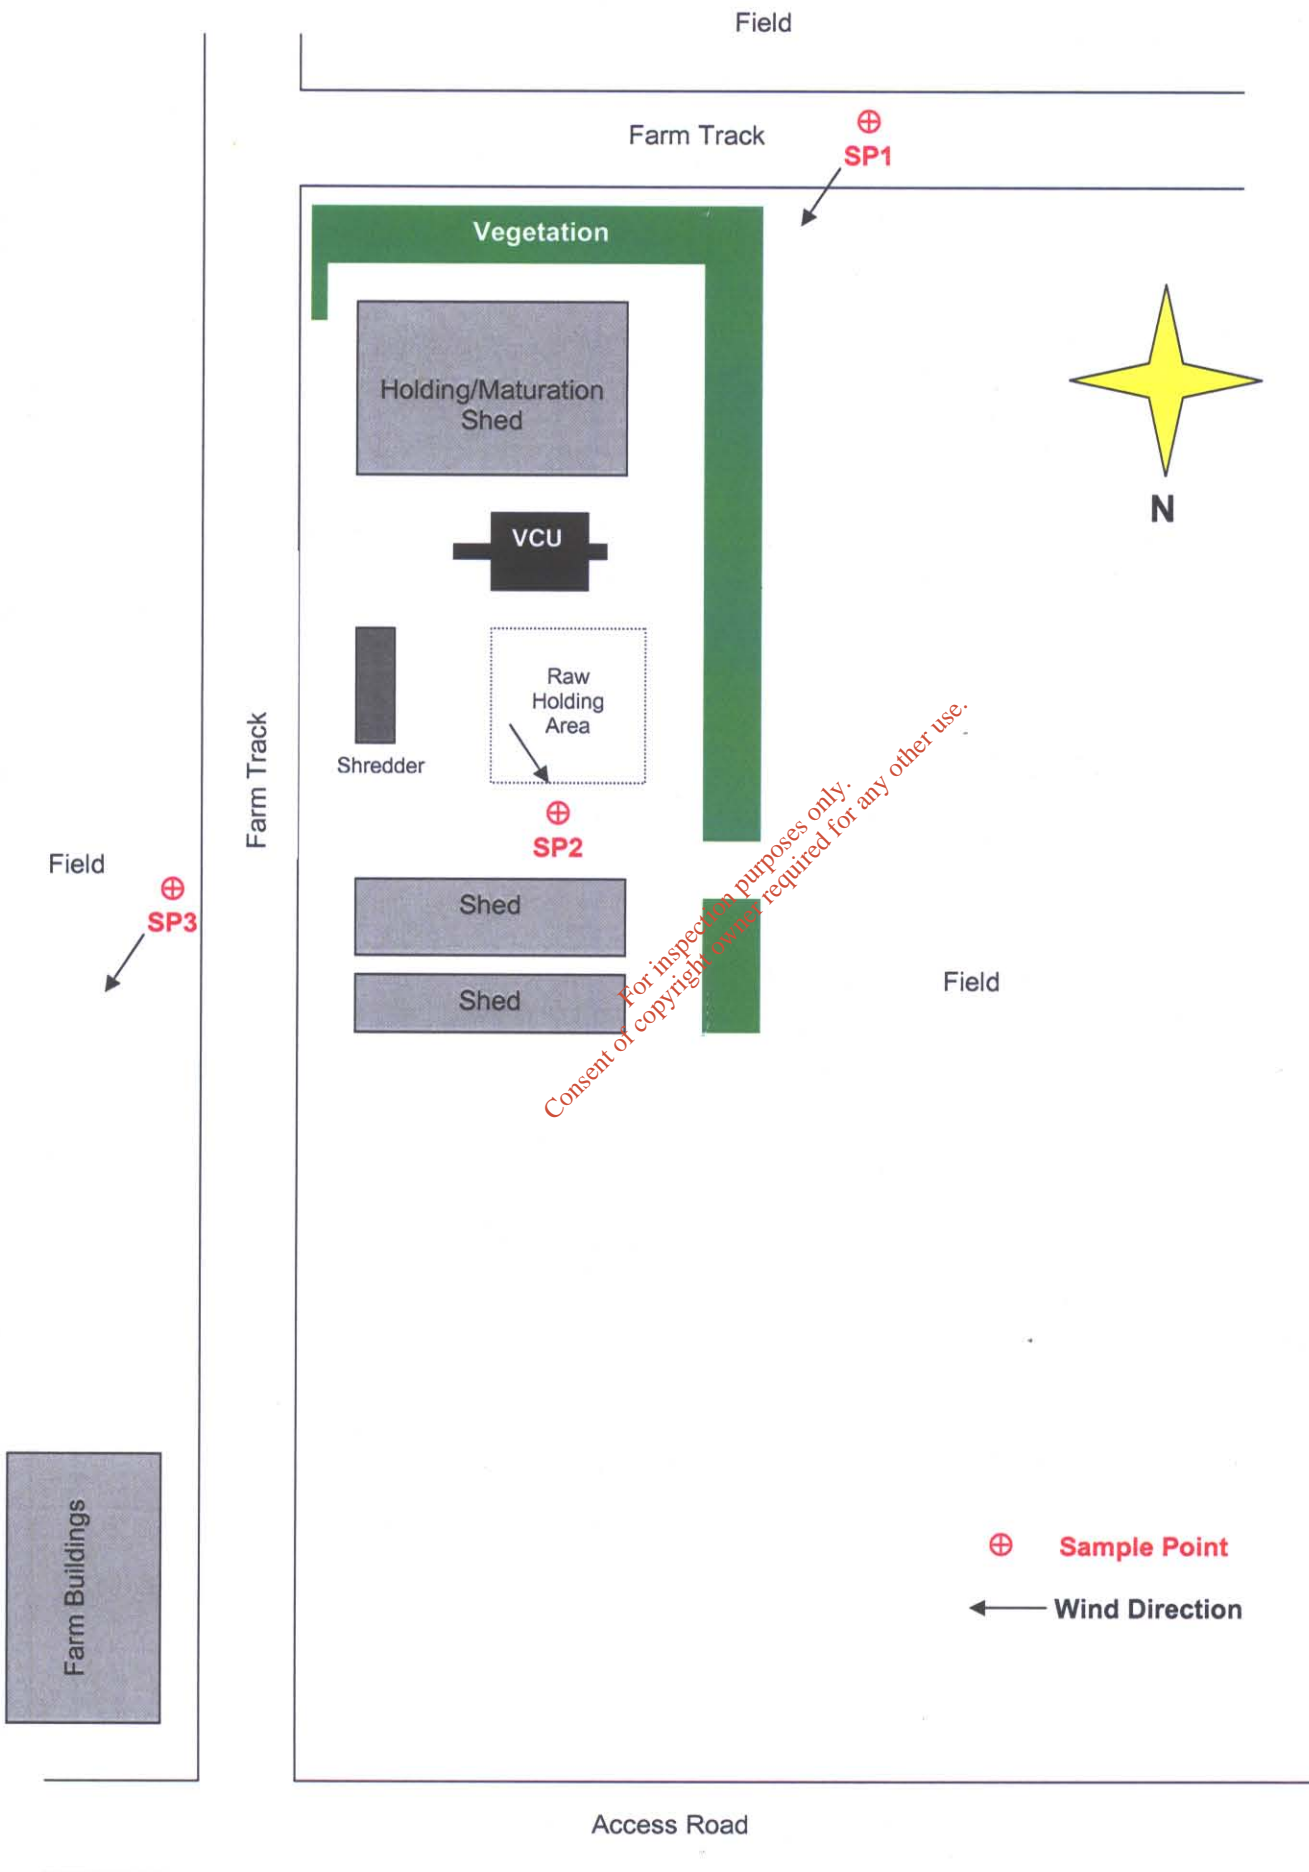 Field
Farm Track
SP1
Vegetation
Holding/Maturation
Shed
N
VCU
Raw
Holding
Area
Shredder
Farm Track
SP2
Field
SP3
Shed
Shed
Field
For inspection purposes only.
Consent of copyright owner required for any other use.
Farm Buildings
Sample Point
Wind Direction
Access Road